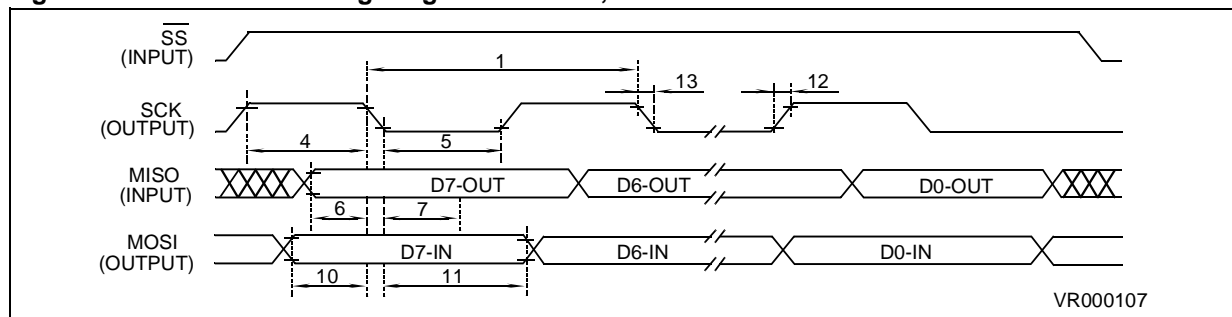 SS
(INPUT)
1
13
12
SCK
(OUTPUT)
4
5
MISO
(INPUT)
D7-OUT
D6-OUT
D0-OUT
6
7
MOSI
(OUTPUT)
D7-IN
D6-IN
D0-IN
10
11
VR000107